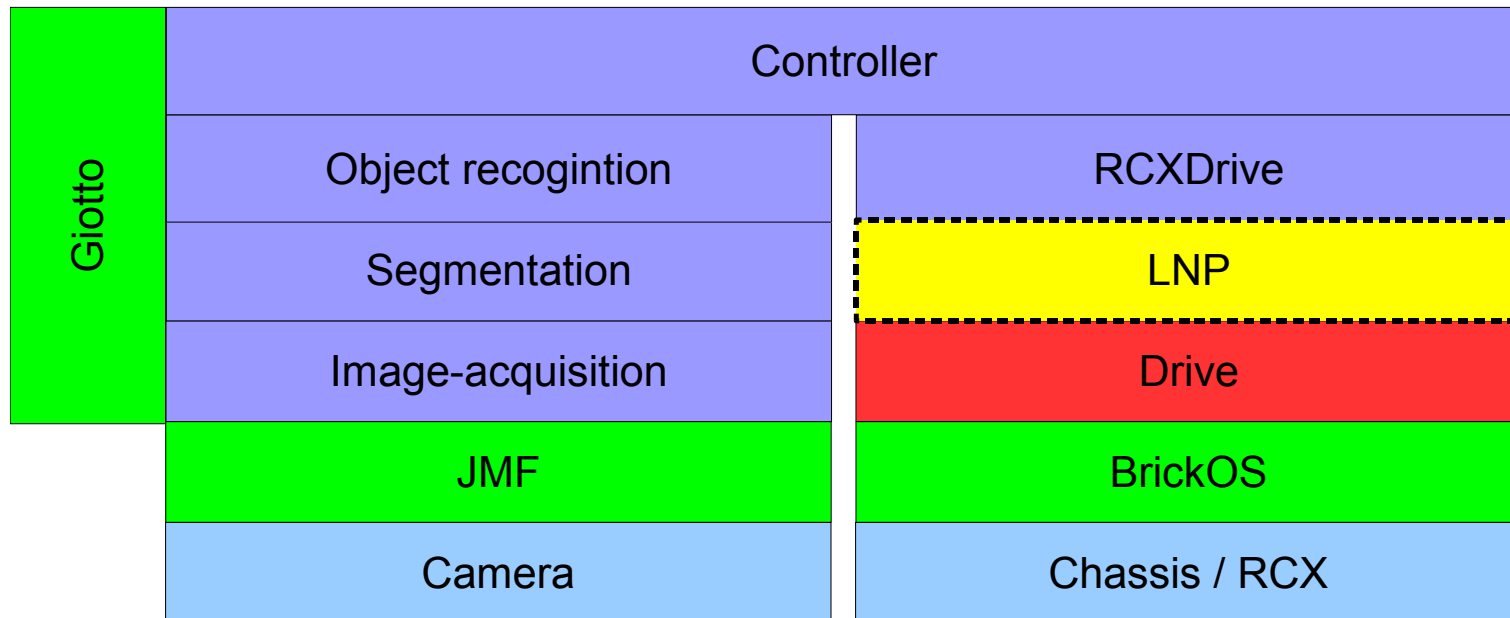 Giotto
Controller
Object recogintion
RCXDrive
Segmentation
LNP
Image-acquisition
Drive
JMF
BrickOS
Camera
Chassis / RCX